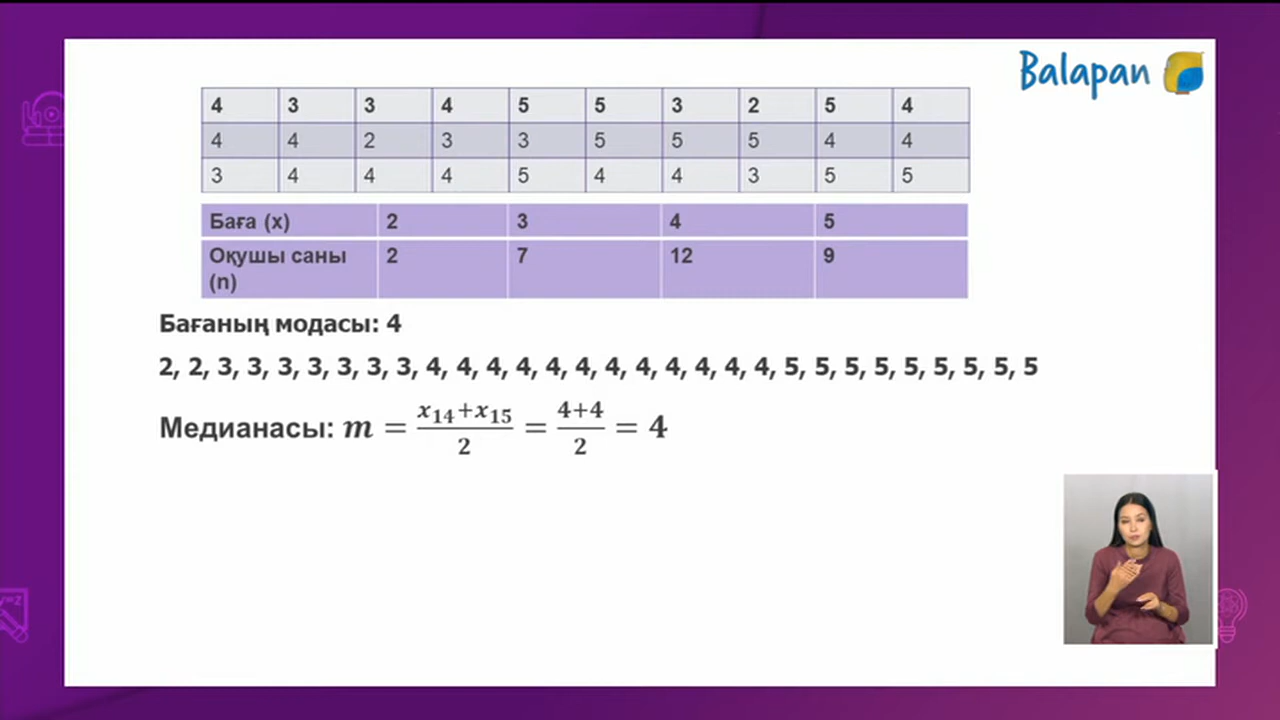 Balapan
4 3 3 4 5 5 3 2 5 4
4 4 2 3 3 5 5 5 4 4
3 4 4 4 5 4 4 3 5 5
Баға (x) 2 3 4 5
Оқушы саны 2 7 12 9
(n)
Бағаның модасы: 4
2, 2, 3, 3, 3, 3, 3, 3, 3, 4, 4, 4, 4, 4, 4, 4, 4, 4, 4, 4, 4, 5, 5, 5, 5, 5, 5, 5, 5, 5
Медианасы: m = (x₁₄+x₁₅)/2 = (4+4)/2 = 4